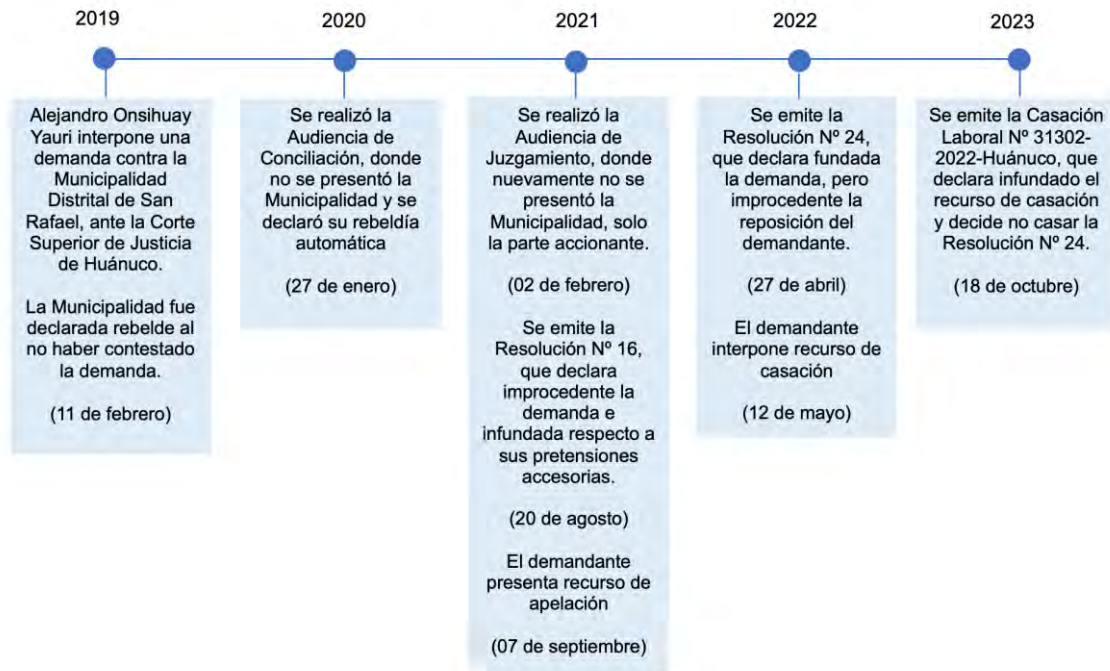 2019
2020
2021
2022
2023
Alejandro Onsihuay
Yauri interpone una
demanda contra la
Municipalidad
Distrital de San
Rafael, ante la Corte
Superior de Justicia
de Huánuco.
La Municipalidad fue
declarada rebelde al
no haber contestado
la demanda.
(11 de febrero)
Se realizó la
Audiencia de
Conciliación, donde
no se presentó la
Municipalidad y se
declaró su rebeldía
automática
(27 de enero)
Se realizó la
Audiencia de
Juzgamiento, donde
nuevamente no se
presentó la
Municipalidad, solo
la parte accionante.
(02 de febrero)
Se emite la
Resolución Nº 16,
que declara
improcedente la
demanda e
infundada respecto a
sus pretensiones
accesorias.
(20 de agosto)
El demandante
presenta recurso de
apelación
(07 de septiembre)
Se emite la
Resolución Nº 24,
que declara fundada
la demanda, pero
improcedente la
reposición del
demandante.
(27 de abril)
El demandante
interpone recurso de
casación
(12 de mayo)
Se emite la Casación
Laboral Nº 31302-
2022-Huánuco, que
declara infundado el
recurso de casación
y decide no casar la
Resolución Nº 24.
(18 de octubre)